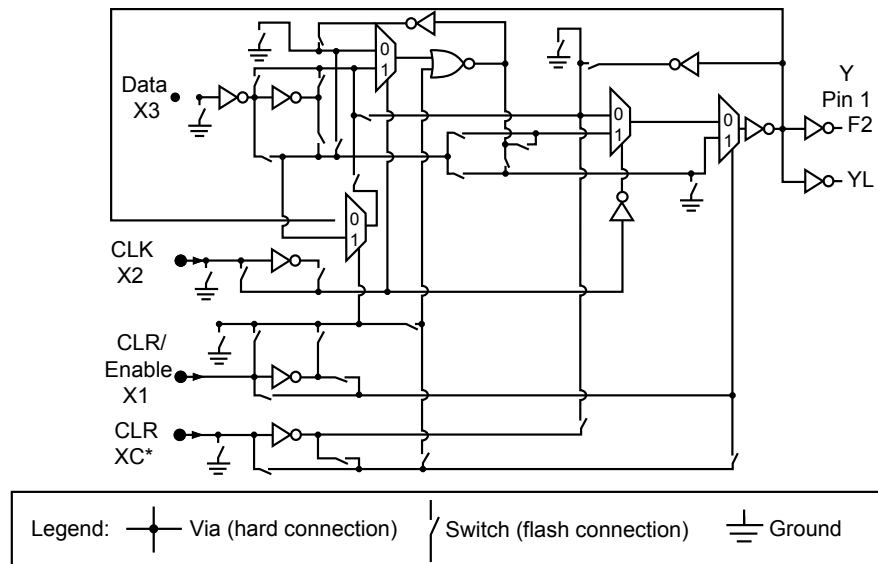 Data
X3
0
1
0
1
0
1
Y
Pin 1
F2
YL
0
1
CLK
X2
CLR/
Enable
X1
CLR
XC*
Legend: Via (hard connection) Switch (flash connection) Ground